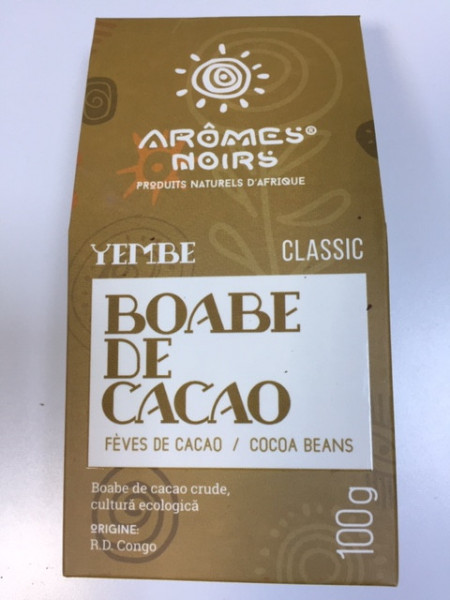 ARÔMES®
NOIRS
PRODUITS NATURELS D'AFRIQUE
YEMBE
CLASSIC
BOABE
DE
CACAO
FÈVES DE CACAO / COCOA BEANS
Boabe de cacao crude,
cultură ecologică
ORIGINE:
R.D. Congo
100g